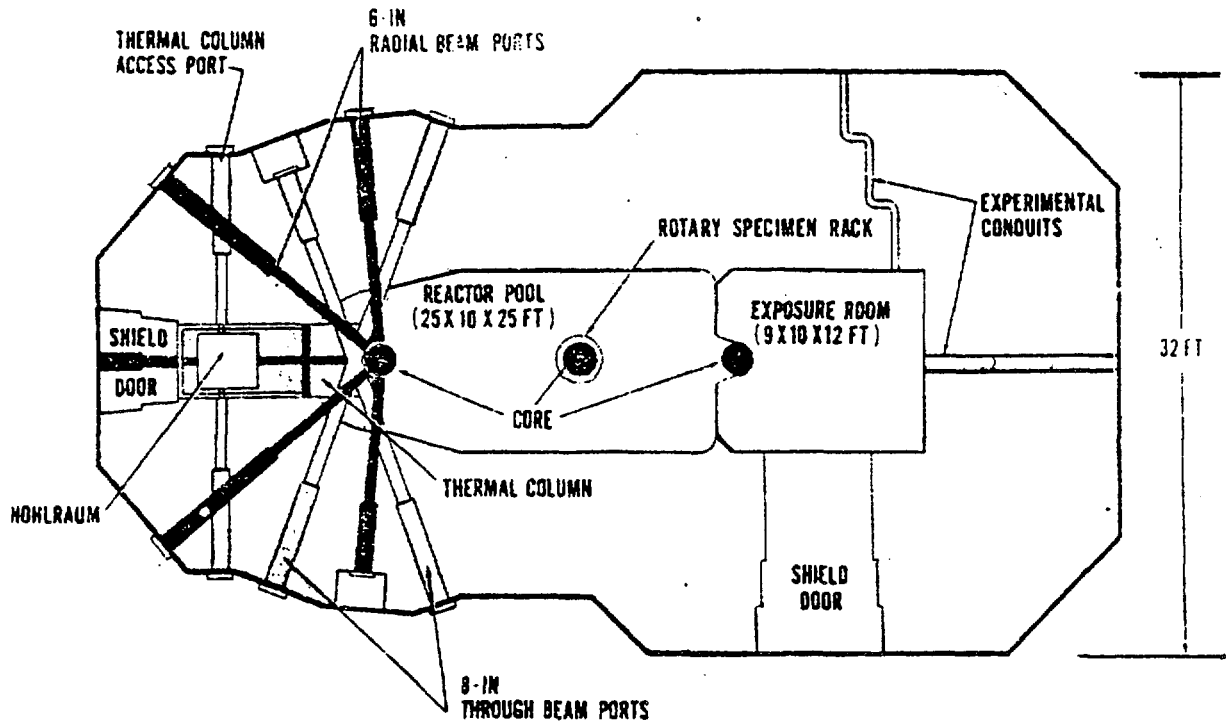 6-IN
RADIAL BEAM PORTS
THERMAL COLUMN
ACCESS PORT
EXPERIMENTAL
CONDUITS
ROTARY SPECIMEN RACK
REACTOR POOL
(25 X 10 X 25 FT)
EXPOSURE ROOM
(9 X 10 X 12 FT)
SHIELD
DOOR
32 FT
CORE
THERMAL COLUMN
HOHLRAUM
SHIELD
DOOR
8-IN
THROUGH BEAM PORTS